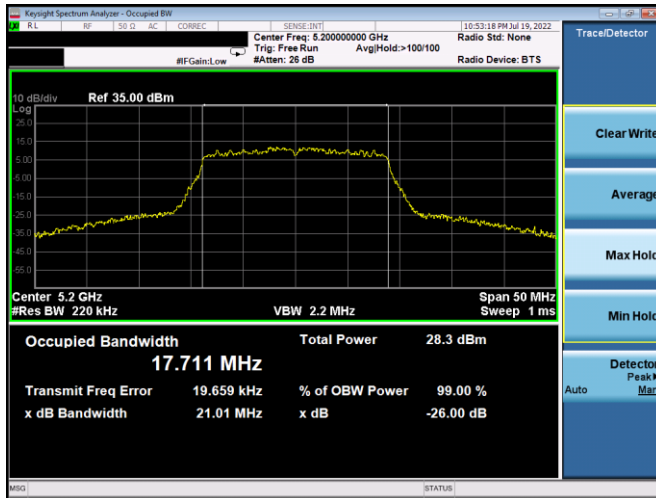 Keysight Spectrum Analyzer - Occupied BW
RL RF 50 Ω AC CORREC SENSE:INT 10:53:18 PM Jul 19, 2022
Center Freq: 5.200000000 GHz Radio Std: None
Trig: Free Run Avg|Hold:>100/100
#IFGain:Low #Atten: 26 dB Radio Device: BTS
10 dB/div Ref 35.00 dBm
Log
25.0
15.0
5.00
-5.00
-15.0
-25.0
-35.0
-45.0
-55.0
Center 5.2 GHz Span 50 MHz
#Res BW 220 kHz VBW 2.2 MHz Sweep 1 ms
Occupied Bandwidth Total Power 28.3 dBm
17.711 MHz
Transmit Freq Error 19.659 kHz % of OBW Power 99.00 %
x dB Bandwidth 21.01 MHz x dB -26.00 dB
MSG STATUS
Trace/Detector
Clear Write
Average
Max Hold
Min Hold
Detector
Peak
Auto Man